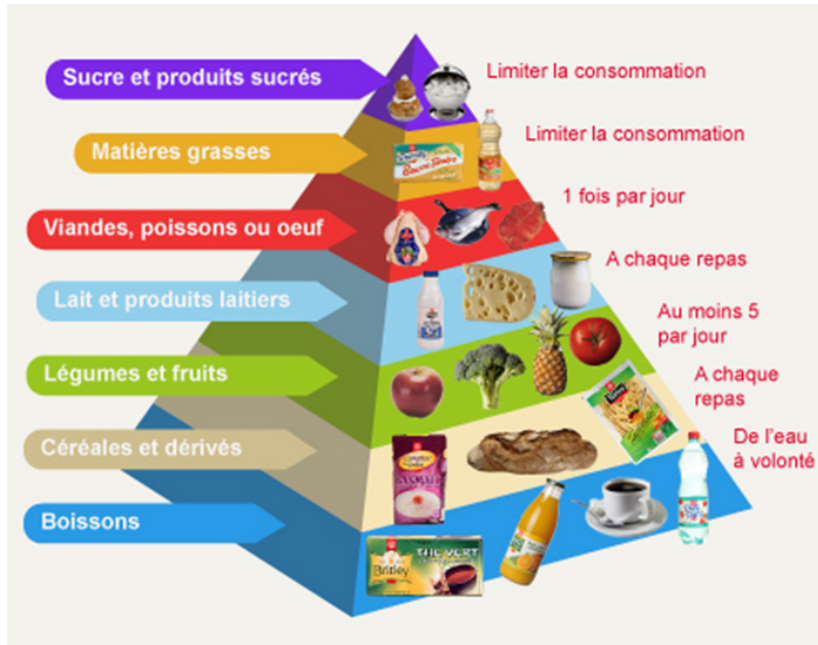 Sucre et produits sucrés
Limiter la consommation
Matières grasses
Limiter la consommation
Viandes, poissons ou oeuf
1 fois par jour
Lait et produits laitiers
A chaque repas
Légumes et fruits
Au moins 5
par jour
Céréales et dérivés
A chaque
repas
Boissons
De l'eau
à volonté
THE VERT
Britley